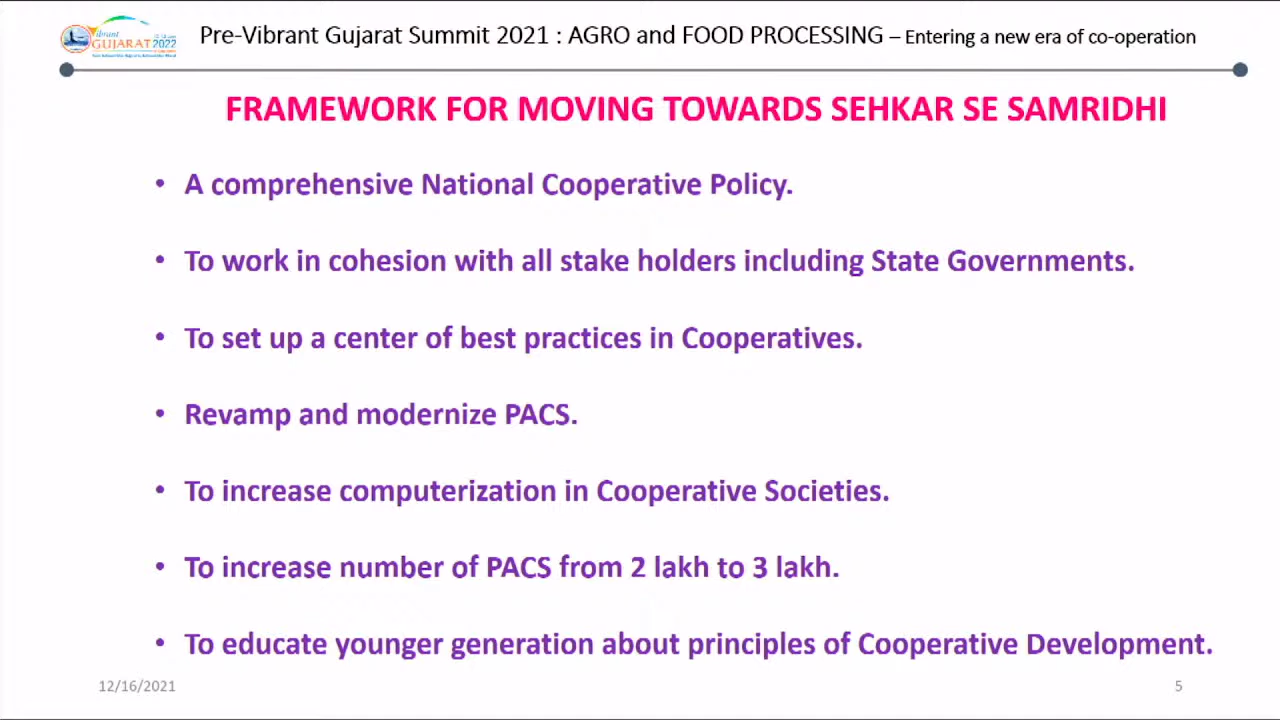 Vibrant
GUJARAT 2022
Pre-Vibrant Gujarat Summit 2021 : AGRO and FOOD PROCESSING – Entering a new era of co-operation
FRAMEWORK FOR MOVING TOWARDS SEHKAR SE SAMRIDHI
• A comprehensive National Cooperative Policy.
• To work in cohesion with all stake holders including State Governments.
• To set up a center of best practices in Cooperatives.
• Revamp and modernize PACS.
• To increase computerization in Cooperative Societies.
• To increase number of PACS from 2 lakh to 3 lakh.
• To educate younger generation about principles of Cooperative Development.
12/16/2021
5